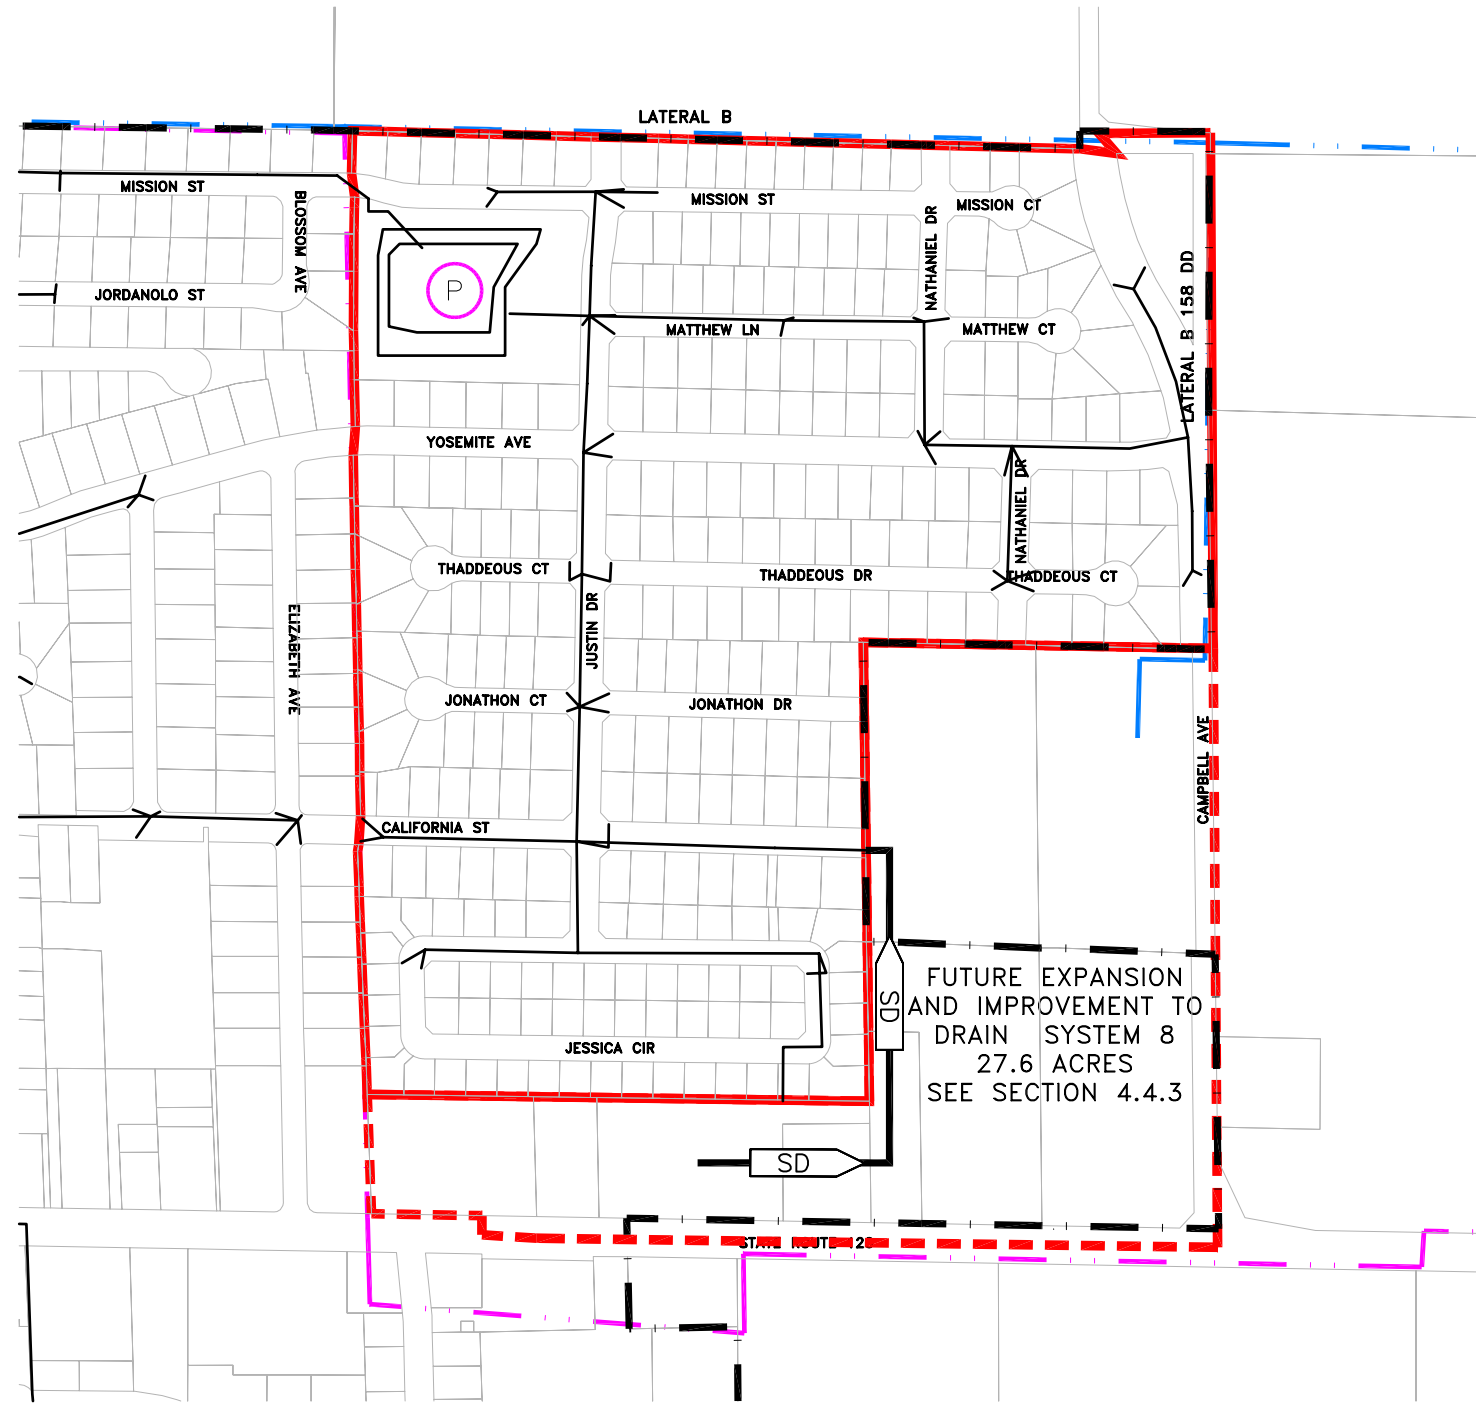 LATERAL B
MISSION ST
BLOSSOM AVE
MISSION ST
NATHANIEL DR
MISSION CT
JORDANOLO ST
P
MATTHEW LN
MATTHEW CT
LATERAL B 158 DD
YOSEMITE AVE
NATHANIEL DR
THADDEOUS CT
THADDEOUS DR
THADDEOUS CT
ELIZABETH AVE
JUSTIN DR
JONATHON CT
JONATHON DR
CAMPBELL AVE
CALIFORNIA ST
SD
FUTURE EXPANSION
AND IMPROVEMENT TO
DRAIN SYSTEM 8
27.6 ACRES
SEE SECTION 4.4.3
JESSICA CIR
SD
STATE ROUTE 120